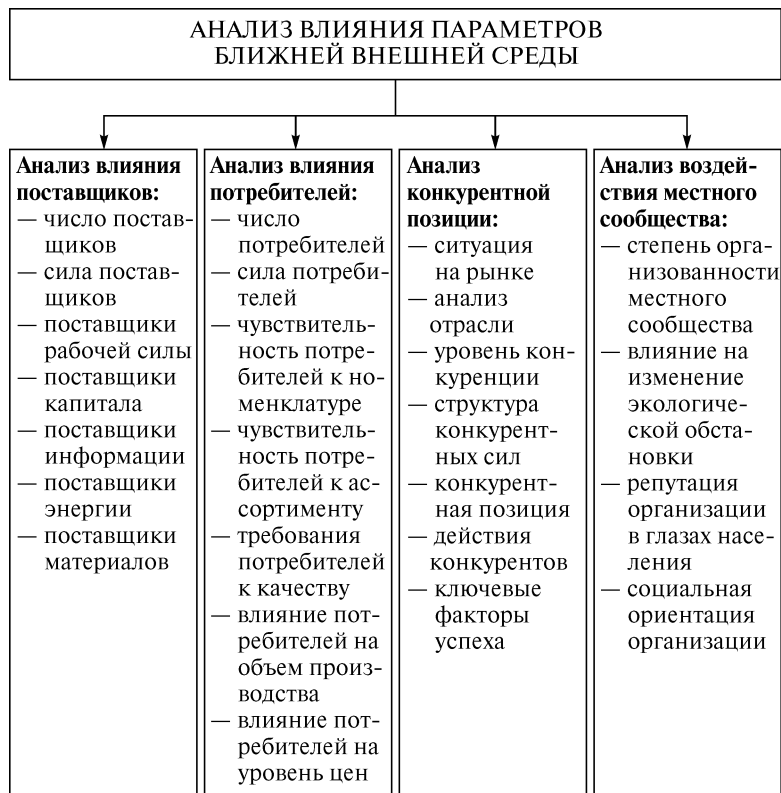 АНАЛИЗ ВЛИЯНИЯ ПАРАМЕТРОВ
БЛИЖНЕЙ ВНЕШНЕЙ СРЕДЫ
Анализ влияния
поставщиков:
— число постав-
щиков
— сила постав-
щиков
— поставщики
рабочей силы
— поставщики
капитала
— поставщики
информации
— поставщики
энергии
— поставщики
материалов
Анализ влияния
потребителей:
— число
потребителей
— сила потреби-
телей
— чувствитель-
ность потре-
бителей к но-
менклатуре
— чувствитель-
ность потре-
бителей к ас-
сортименту
— требования
потребителей
к качеству
— влияние пот-
ребителей на
объем произ-
водства
— влияние пот-
ребителей на
уровень цен
Анализ
конкурентной
позиции:
— ситуация
на рынке
— анализ
отрасли
— уровень кон-
куренции
— структура
конкурент-
ных сил
— конкурент-
ная позиция
— действия
конкурентов
— ключевые
факторы
успеха
Анализ воздей-
ствия местного
сообщества:
— степень орга-
низованности
местного
сообщества
— влияние на
изменение
экологиче-
ской обста-
новки
— репутация
организации
в глазах насе-
ления
— социальная
ориентация
организации